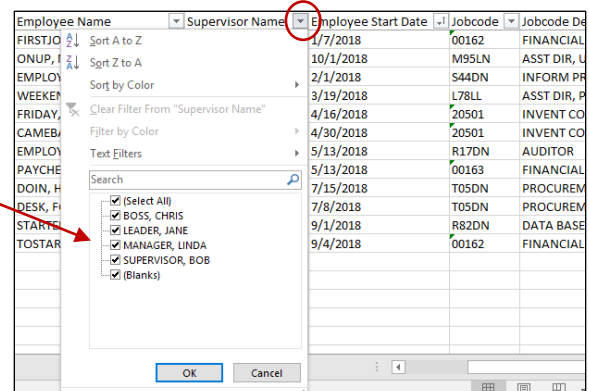 Employee Name Supervisor Name Employee Start Date Jobcode Jobcode De
FIRSTJO 1/7/2018 00162 FINANCIAL
ONUP, 10/1/2018 M95LN ASST DIR, U
EMPLOY 2/1/2018 S44DN INFORM PR
WEEKEN 3/19/2018 L78LL ASST DIR, P
FRIDAY, 4/16/2018 20501 INVENT CO
CAMEBA 4/30/2018 20501 INVENT CO
EMPLOY 5/13/2018 R17DN AUDITOR
PAYCHE 5/13/2018 00163 FINANCIAL
DOIN, H 7/15/2018 T05DN PROCUREM
DESK, F 7/8/2018 T05DN PROCUREM
STARTE 9/1/2018 R82DN DATA BASE
TOSTAR 9/4/2018 00162 FINANCIAL
Sort A to Z
Sort Z to A
Sort by Color
Clear Filter From "Supervisor Name"
Filter by Color
Text Filters
Search
(Select All)
BOSS, CHRIS
LEADER, JANE
MANAGER, LINDA
SUPERVISOR, BOB
(Blanks)
OK Cancel